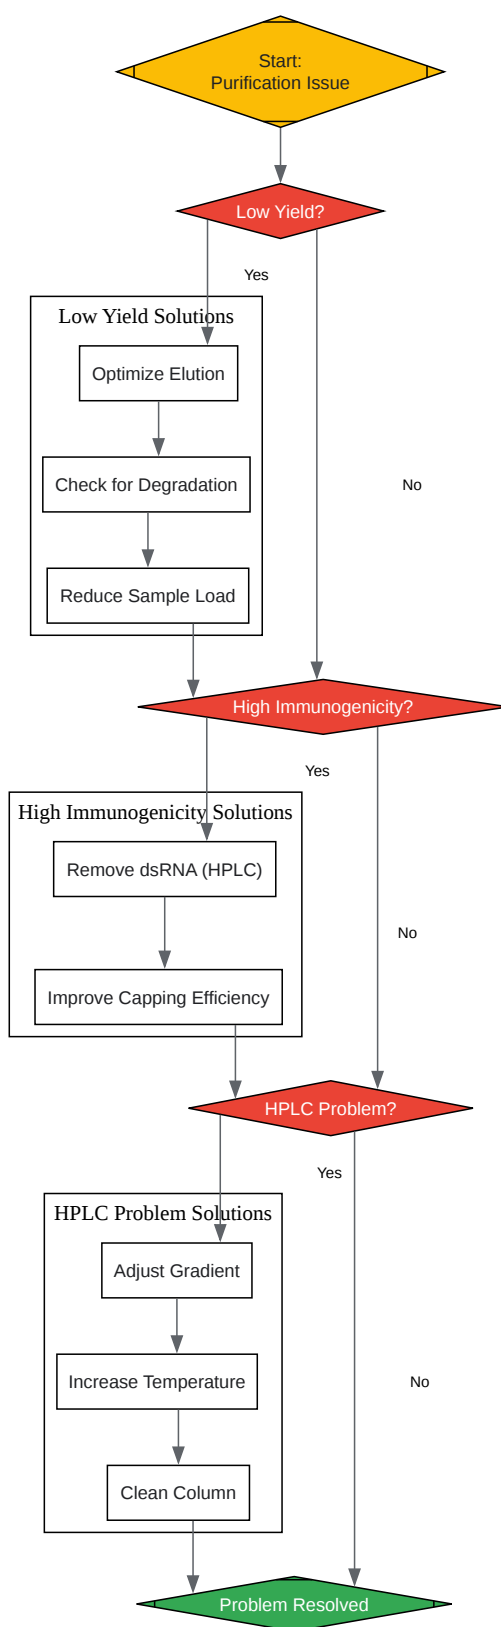 Start:
Purification Issue
Low Yield?
Yes
Low Yield Solutions
Optimize Elution
Check for Degradation
No
Reduce Sample Load
High Immunogenicity?
Yes
High Immunogenicity Solutions
Remove dsRNA (HPLC)
No
Improve Capping Efficiency
HPLC Problem?
Yes
HPLC Problem Solutions
Adjust Gradient
Increase Temperature
No
Clean Column
Problem Resolved